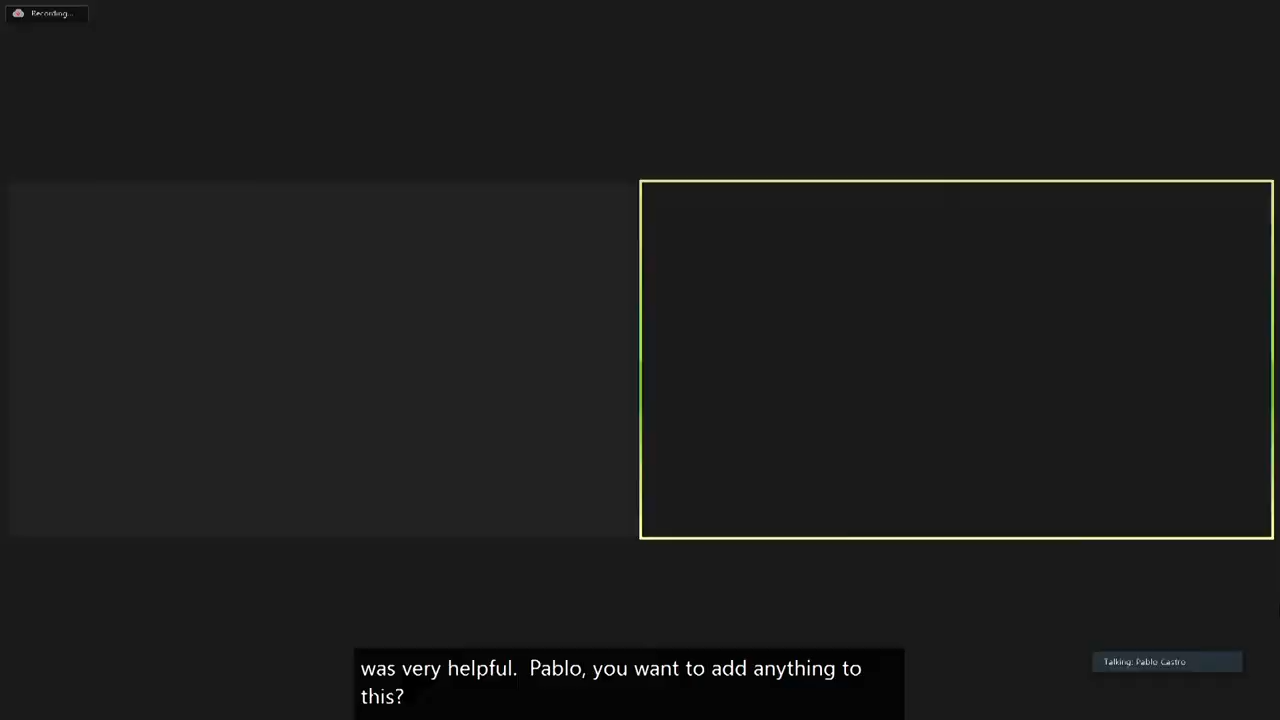 Recording...
was very helpful.  Pablo, you want to add anything to
this?
Talking: Pablo Castro